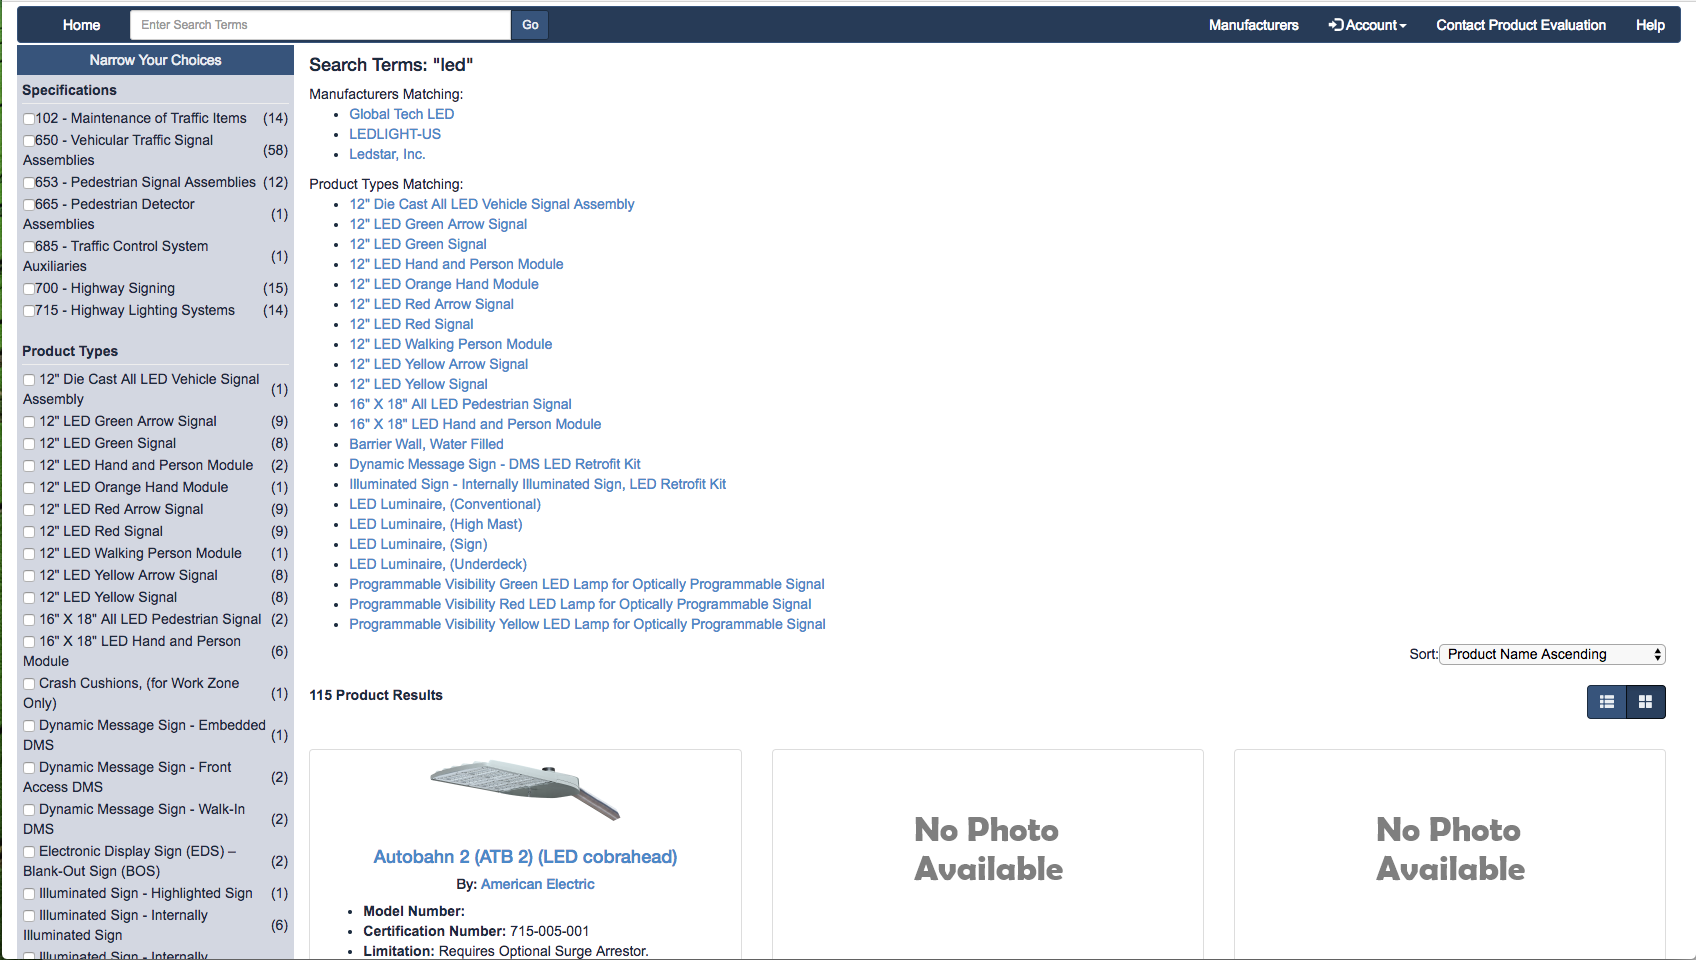 Home
Enter Search Terms
Go
Manufacturers
Account
Contact Product Evaluation
Help
Narrow Your Choices
Specifications
102 - Maintenance of Traffic Items (14)
650 - Vehicular Traffic Signal
Assemblies (58)
653 - Pedestrian Signal Assemblies (12)
665 - Pedestrian Detector
Assemblies (1)
685 - Traffic Control System
Auxiliaries (1)
700 - Highway Signing (15)
715 - Highway Lighting Systems (14)
Product Types
12" Die Cast All LED Vehicle Signal
Assembly (1)
12" LED Green Arrow Signal (9)
12" LED Green Signal (8)
12" LED Hand and Person Module (2)
12" LED Orange Hand Module (1)
12" LED Red Arrow Signal (9)
12" LED Red Signal (9)
12" LED Walking Person Module (1)
12" LED Yellow Arrow Signal (8)
12" LED Yellow Signal (8)
16" X 18" All LED Pedestrian Signal (2)
16" X 18" LED Hand and Person
Module (6)
Crash Cushions, (for Work Zone
Only) (1)
Dynamic Message Sign - Embedded
DMS (1)
Dynamic Message Sign - Front
Access DMS (2)
Dynamic Message Sign - Walk-In
DMS (2)
Electronic Display Sign (EDS) –
Blank-Out Sign (BOS) (2)
Illuminated Sign - Highlighted Sign (1)
Illuminated Sign - Internally
Illuminated Sign (6)
Illuminated Sign - Internally
Search Terms: "led"
Manufacturers Matching:
Global Tech LED
LEDLIGHT-US
Ledstar, Inc.
Product Types Matching:
12" Die Cast All LED Vehicle Signal Assembly
12" LED Green Arrow Signal
12" LED Green Signal
12" LED Hand and Person Module
12" LED Orange Hand Module
12" LED Red Arrow Signal
12" LED Red Signal
12" LED Walking Person Module
12" LED Yellow Arrow Signal
12" LED Yellow Signal
16" X 18" All LED Pedestrian Signal
16" X 18" LED Hand and Person Module
Barrier Wall, Water Filled
Dynamic Message Sign - DMS LED Retrofit Kit
Illuminated Sign - Internally Illuminated Sign, LED Retrofit Kit
LED Luminaire, (Conventional)
LED Luminaire, (High Mast)
LED Luminaire, (Sign)
LED Luminaire, (Underdeck)
Programmable Visibility Green LED Lamp for Optically Programmable Signal
Programmable Visibility Red LED Lamp for Optically Programmable Signal
Programmable Visibility Yellow LED Lamp for Optically Programmable Signal
Sort: Product Name Ascending
115 Product Results
Autobahn 2 (ATB 2) (LED cobrahead)
By: American Electric
Model Number:
Certification Number: 715-005-001
Limitation: Requires Optional Surge Arrestor.
No Photo
Available
No Photo
Available